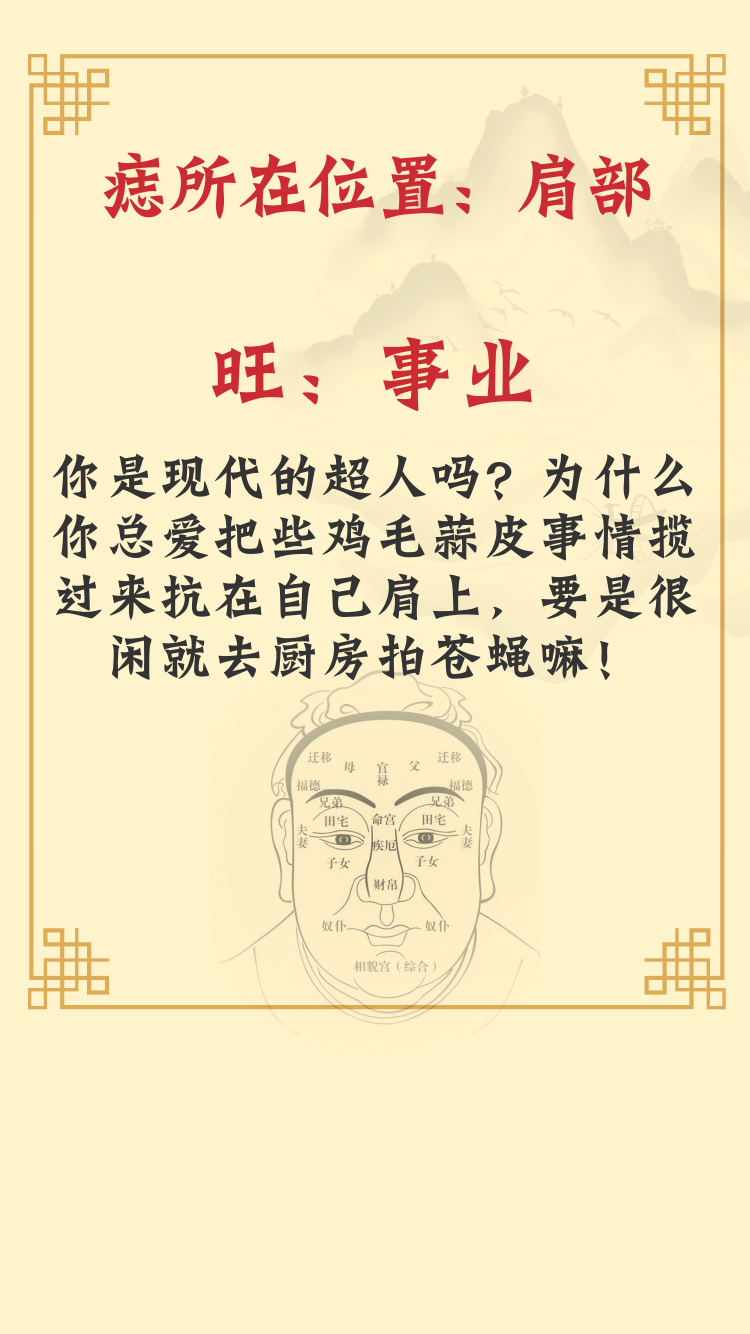 痣所在位置：肩部
旺：事业
你是现代的超人吗？为什么
你总爱把些鸡毛蒜皮事情揽
过来抗在自己肩上，要是很
闲就去厨房拍苍蝇嘛！
迁移 母 官禄 父 迁移
福德 福德
兄弟 兄弟
田宅 命宫 田宅
夫妻 疾厄 夫妻
子女 子女
财帛
奴仆 奴仆
相貌宫（综合）